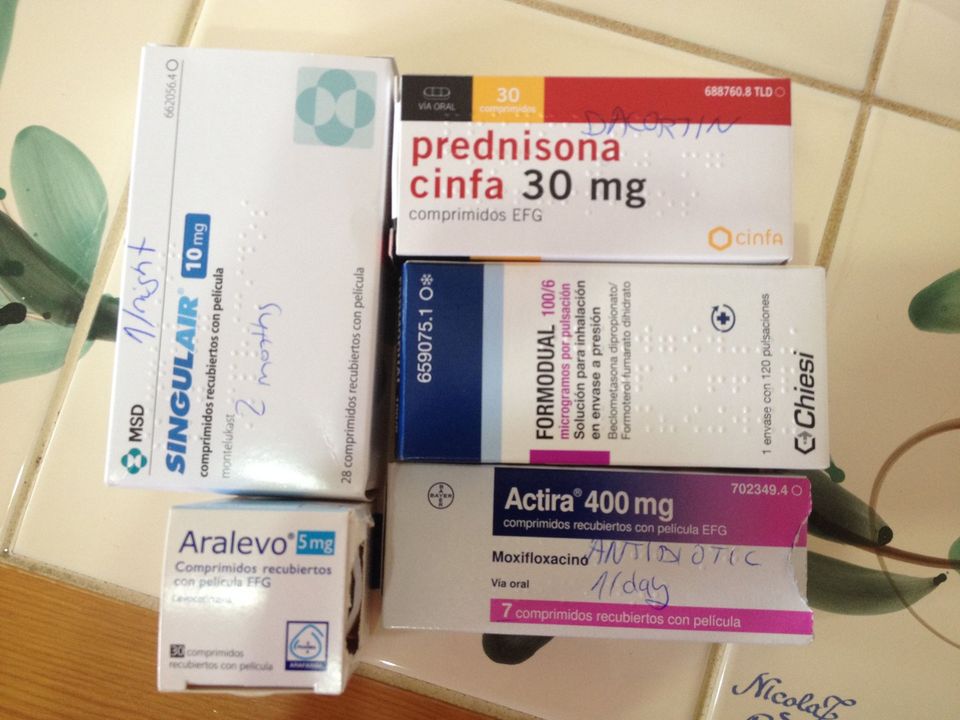 662056.4
MSD
SINGULAIR® 10 mg
comprimidos recubiertos con película
montelukast
28 comprimidos recubiertos con película
1/night
VÍA ORAL
30
comprimidos
688760.8 TLD
DACORTIN
prednisona
cinfa 30 mg
comprimidos EFG
cinfa
659075.1
FORMODUAL 100/6
microgramos por pulsación
Solución para inhalación
en envase a presión
Beclometasona dipropionato/
Formoterol fumarato dihidrato
1 envase con 120 pulsaciones
Chiesi
BAYER
Actira® 400 mg
702349.4
comprimidos recubiertos con película EFG
Moxifloxacino ANTIBIOTIC
Vía oral 1/day
7 comprimidos recubiertos con película
Aralevo® 5 mg
Comprimidos recubiertos
con película EFG
30 comprimidos
recubiertos con película
ARAFARMA